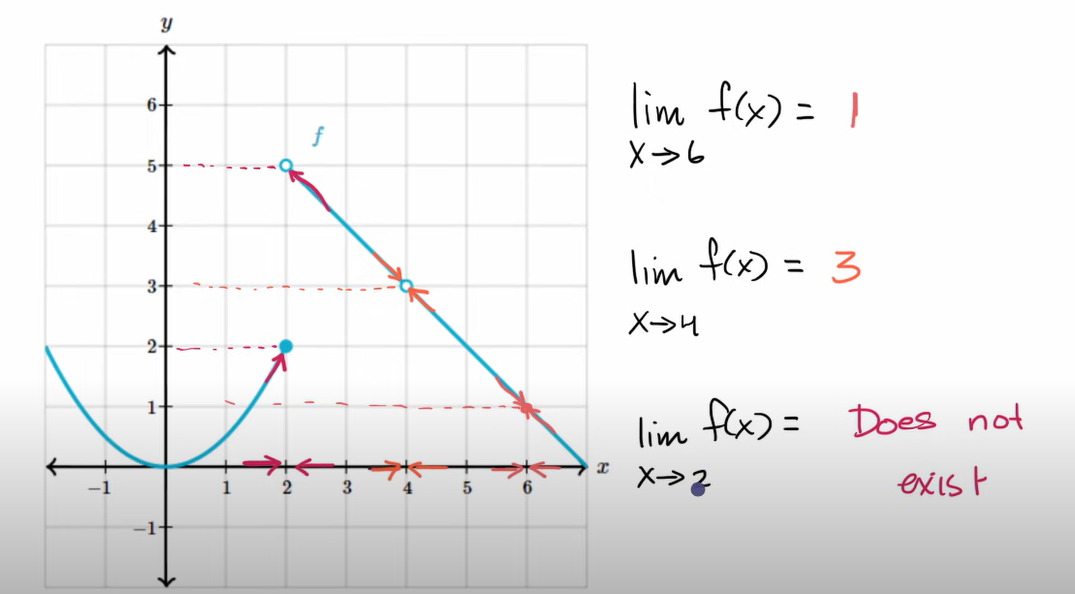 y
6
f
5
4
3
2
1
-1 1 2 3 4 5 6 x
-1
lim f(x) = 1
x→6
lim f(x) = 3
x→4
lim f(x) = Does not
x→2 exist